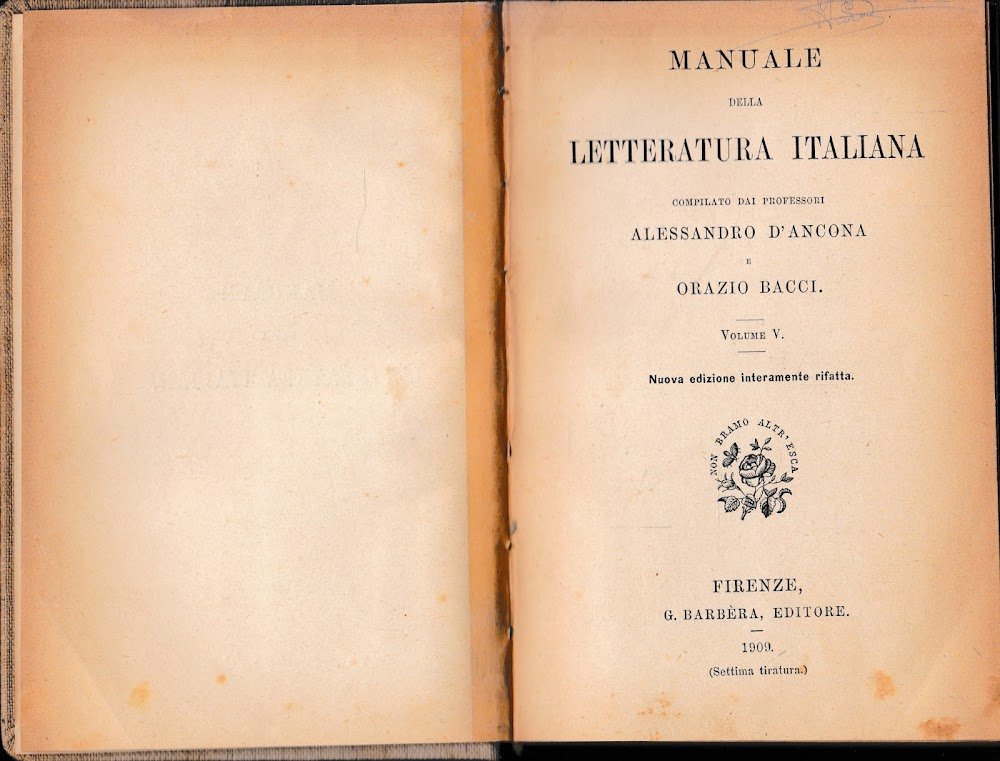 MANUALE
DELLA
LETTERATURA ITALIANA
COMPILATO DAI PROFESSORI
ALESSANDRO D'ANCONA
E
ORAZIO BACCI.
VOLUME V.
Nuova edizione interamente rifatta.
NON BRAMO ALTR'ESCA
FIRENZE,
G. BARBÈRA, EDITORE.
1909.
(Settima tiratura.)